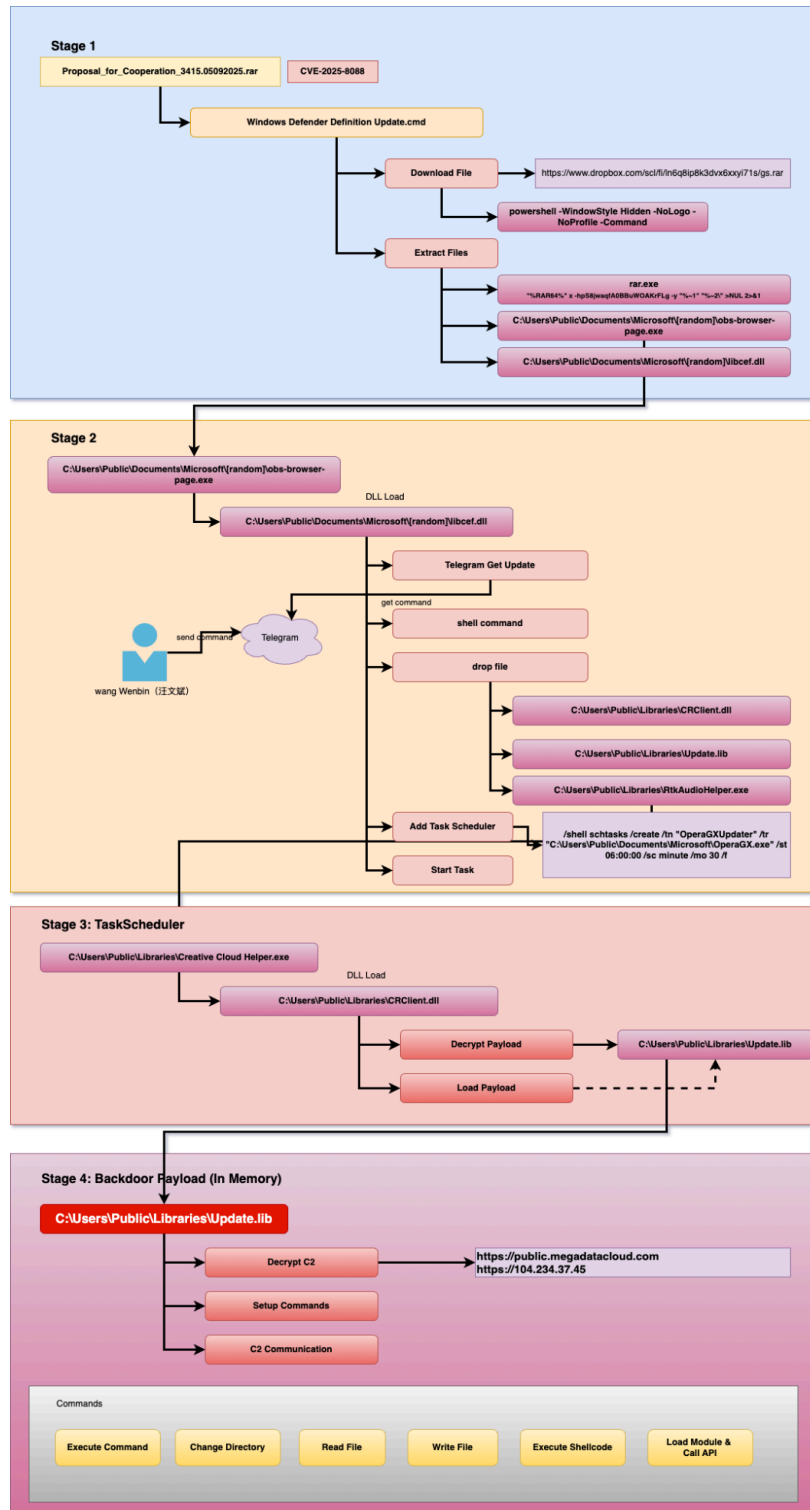 Stage 1
Proposal_for_Cooperation_3415.05092025.rar
CVE-2025-8088
Windows Defender Definition Update.cmd
Download File
https://www.dropbox.com/scl/fi/ln6q8ip8k3dvx6xxyi71s/gs.rar
powershell -WindowStyle Hidden -NoLogo -
NoProfile -Command
Extract Files
rar.exe
"%RAR64%" x -hpS8jwaqfA0BBuWOAKrFLg -y "%~1" "%~2\" >NUL 2>&1
C:\Users\Public\Documents\Microsoft\[random]\obs-browser-
page.exe
C:\Users\Public\Documents\Microsoft\[random]\libcef.dll
Stage 2
C:\Users\Public\Documents\Microsoft\[random]\obs-browser-
page.exe
DLL Load
C:\Users\Public\Documents\Microsoft\[random]\libcef.dll
Telegram Get Update
get command
shell command
send command
Telegram
wang Wenbin（汪文斌）
drop file
C:\Users\Public\Libraries\CRClient.dll
C:\Users\Public\Libraries\Update.lib
C:\Users\Public\Libraries\RtkAudioHelper.exe
Add Task Scheduler
/shell schtasks /create /tn "OperaGXUpdater" /tr
"C:\Users\Public\Documents\Microsoft\OperaGX.exe" /st
06:00:00 /sc minute /mo 30 /f
Start Task
Stage 3: TaskScheduler
C:\Users\Public\Libraries\Creative Cloud Helper.exe
DLL Load
C:\Users\Public\Libraries\CRClient.dll
Decrypt Payload
C:\Users\Public\Libraries\Update.lib
Load Payload
Stage 4: Backdoor Payload (In Memory)
C:\Users\Public\Libraries\Update.lib
Decrypt C2
https://public.megadatacloud.com
https://104.234.37.45
Setup Commands
C2 Communication
Commands
Execute Command
Change Directory
Read File
Write File
Execute Shellcode
Load Module &
Call API